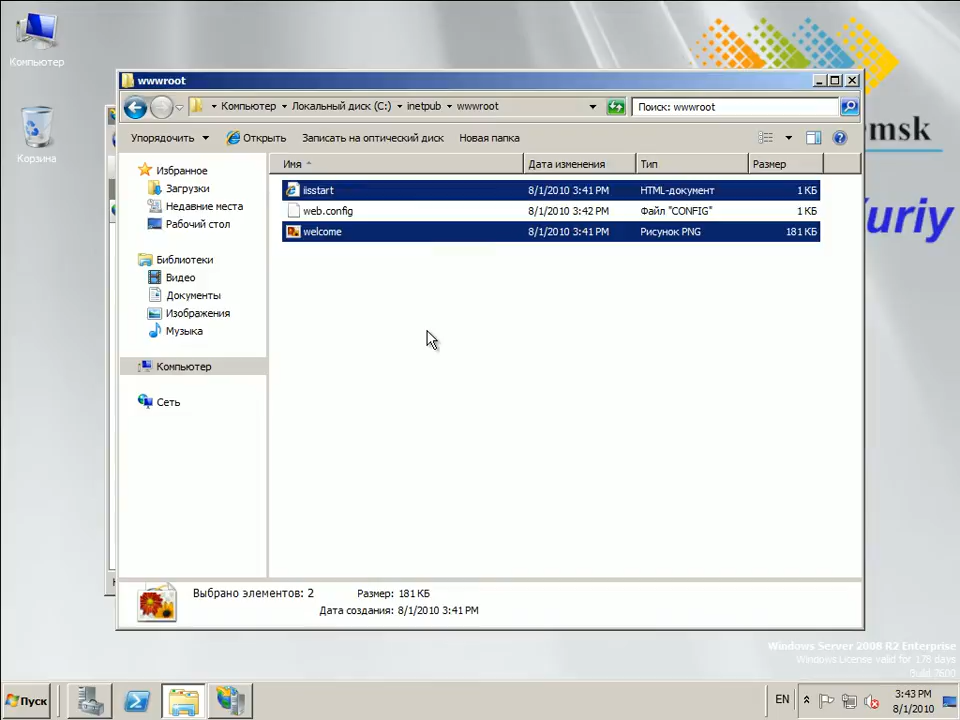 Компьютер
Корзина
emsk
Yuriy
wwwroot
Компьютер Локальный диск (C:) inetpub wwwroot
Поиск: wwwroot
Упорядочить Открыть Записать на оптический диск Новая папка
Имя Дата изменения Тип Размер
iisstart 8/1/2010 3:41 PM HTML-документ 1 КБ
web.config 8/1/2010 3:42 PM Файл "CONFIG" 1 КБ
welcome 8/1/2010 3:41 PM Рисунок PNG 181 КБ
Избранное
Загрузки
Недавние места
Рабочий стол
Библиотеки
Видео
Документы
Изображения
Музыка
Компьютер
Сеть
Выбрано элементов: 2 Размер: 181 КБ
Дата создания: 8/1/2010 3:41 PM
Windows Server 2008 R2 Enterprise
Windows License valid for 178 days
Build 7600
Пуск
EN
3:43 PM
8/1/2010